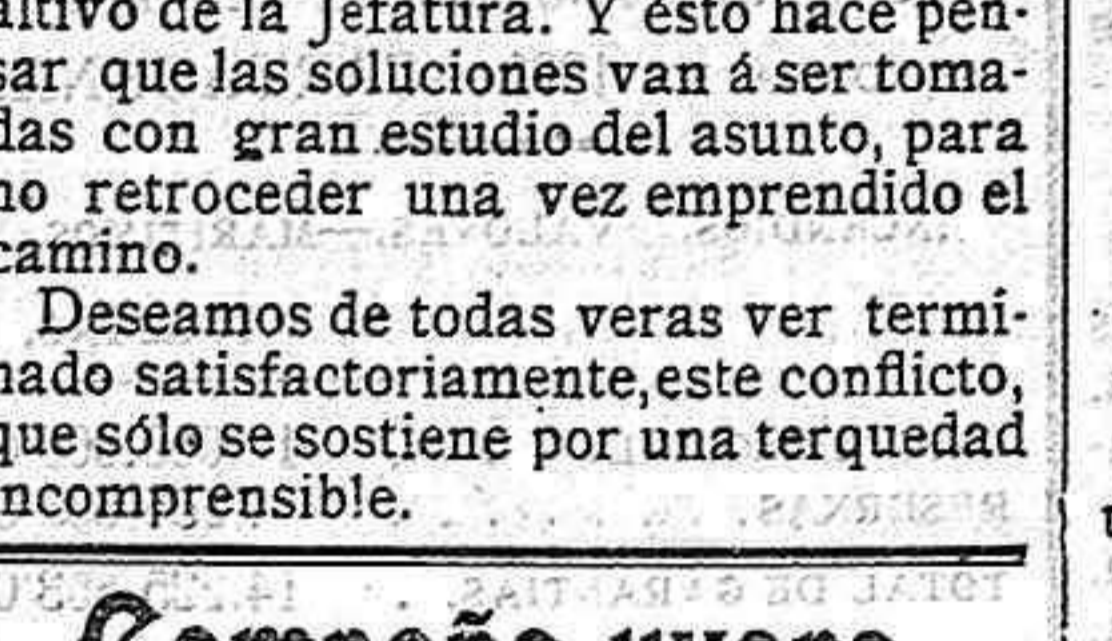 de la Jefatura. Y esto hace pen-
sar que las soluciones van á ser toma-
das con gran estudio del asunto, para
no retroceder una vez emprendido el
camino.
Deseamos de todas veras ver termi-
nado satisfactoriamente, este conflicto,
que sólo se sostiene por una terquedad
ncomprensible.